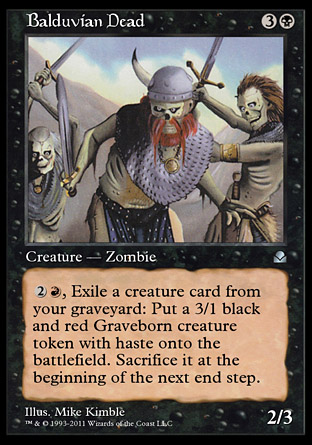 Balduvian Dead 3
Creature — Zombie
2, Exile a creature card from
your graveyard: Put a 3/1 black
and red Graveborn creature
token with haste onto the
battlefield. Sacrifice it at the
beginning of the next end step.
Illus. Mike Kimble
™ & © 1993-2011 Wizards of the Coast LLC
2/3